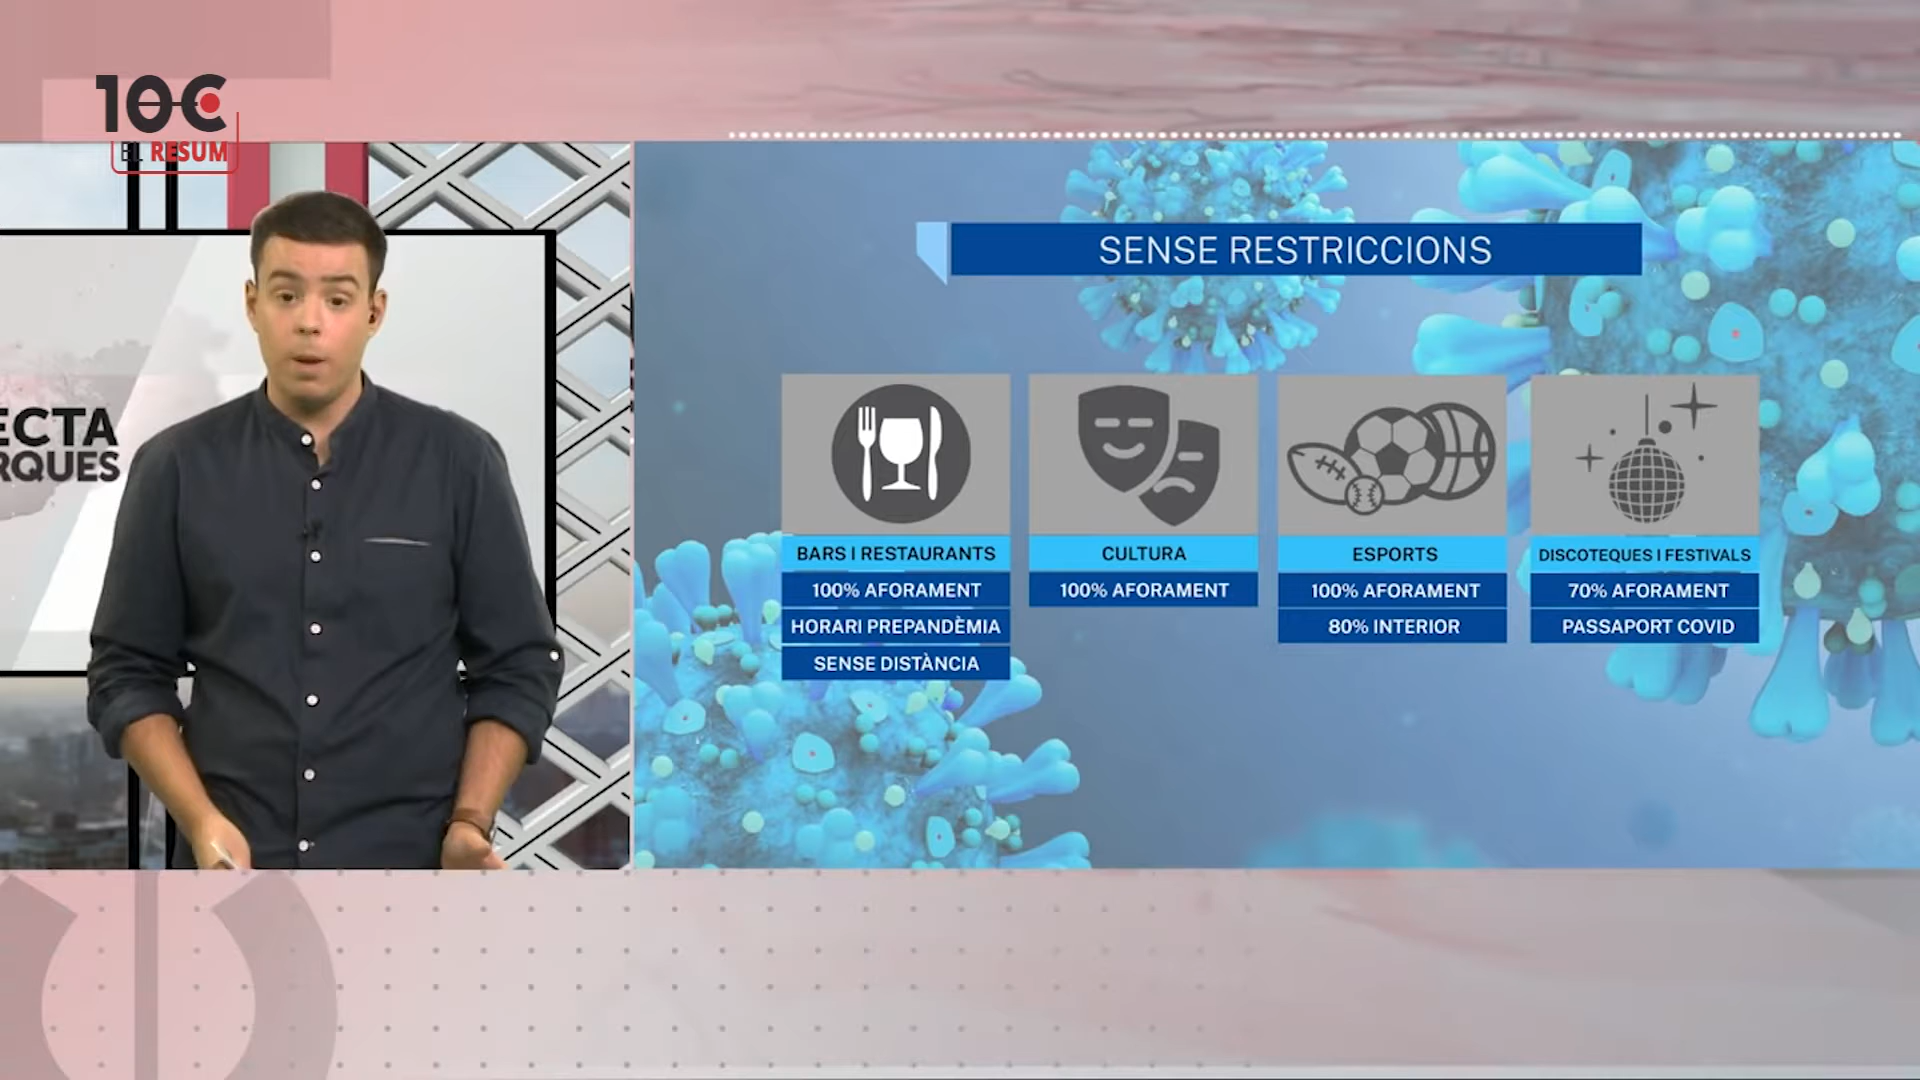 10C
EL RESUM
ECTA
RQUES
SENSE RESTRICCIONS
BARS I RESTAURANTS
100% AFORAMENT
HORARI PREPANDÈMIA
SENSE DISTÀNCIA
CULTURA
100% AFORAMENT
ESPORTS
100% AFORAMENT
80% INTERIOR
DISCOTEQUES I FESTIVALS
70% AFORAMENT
PASSAPORT COVID